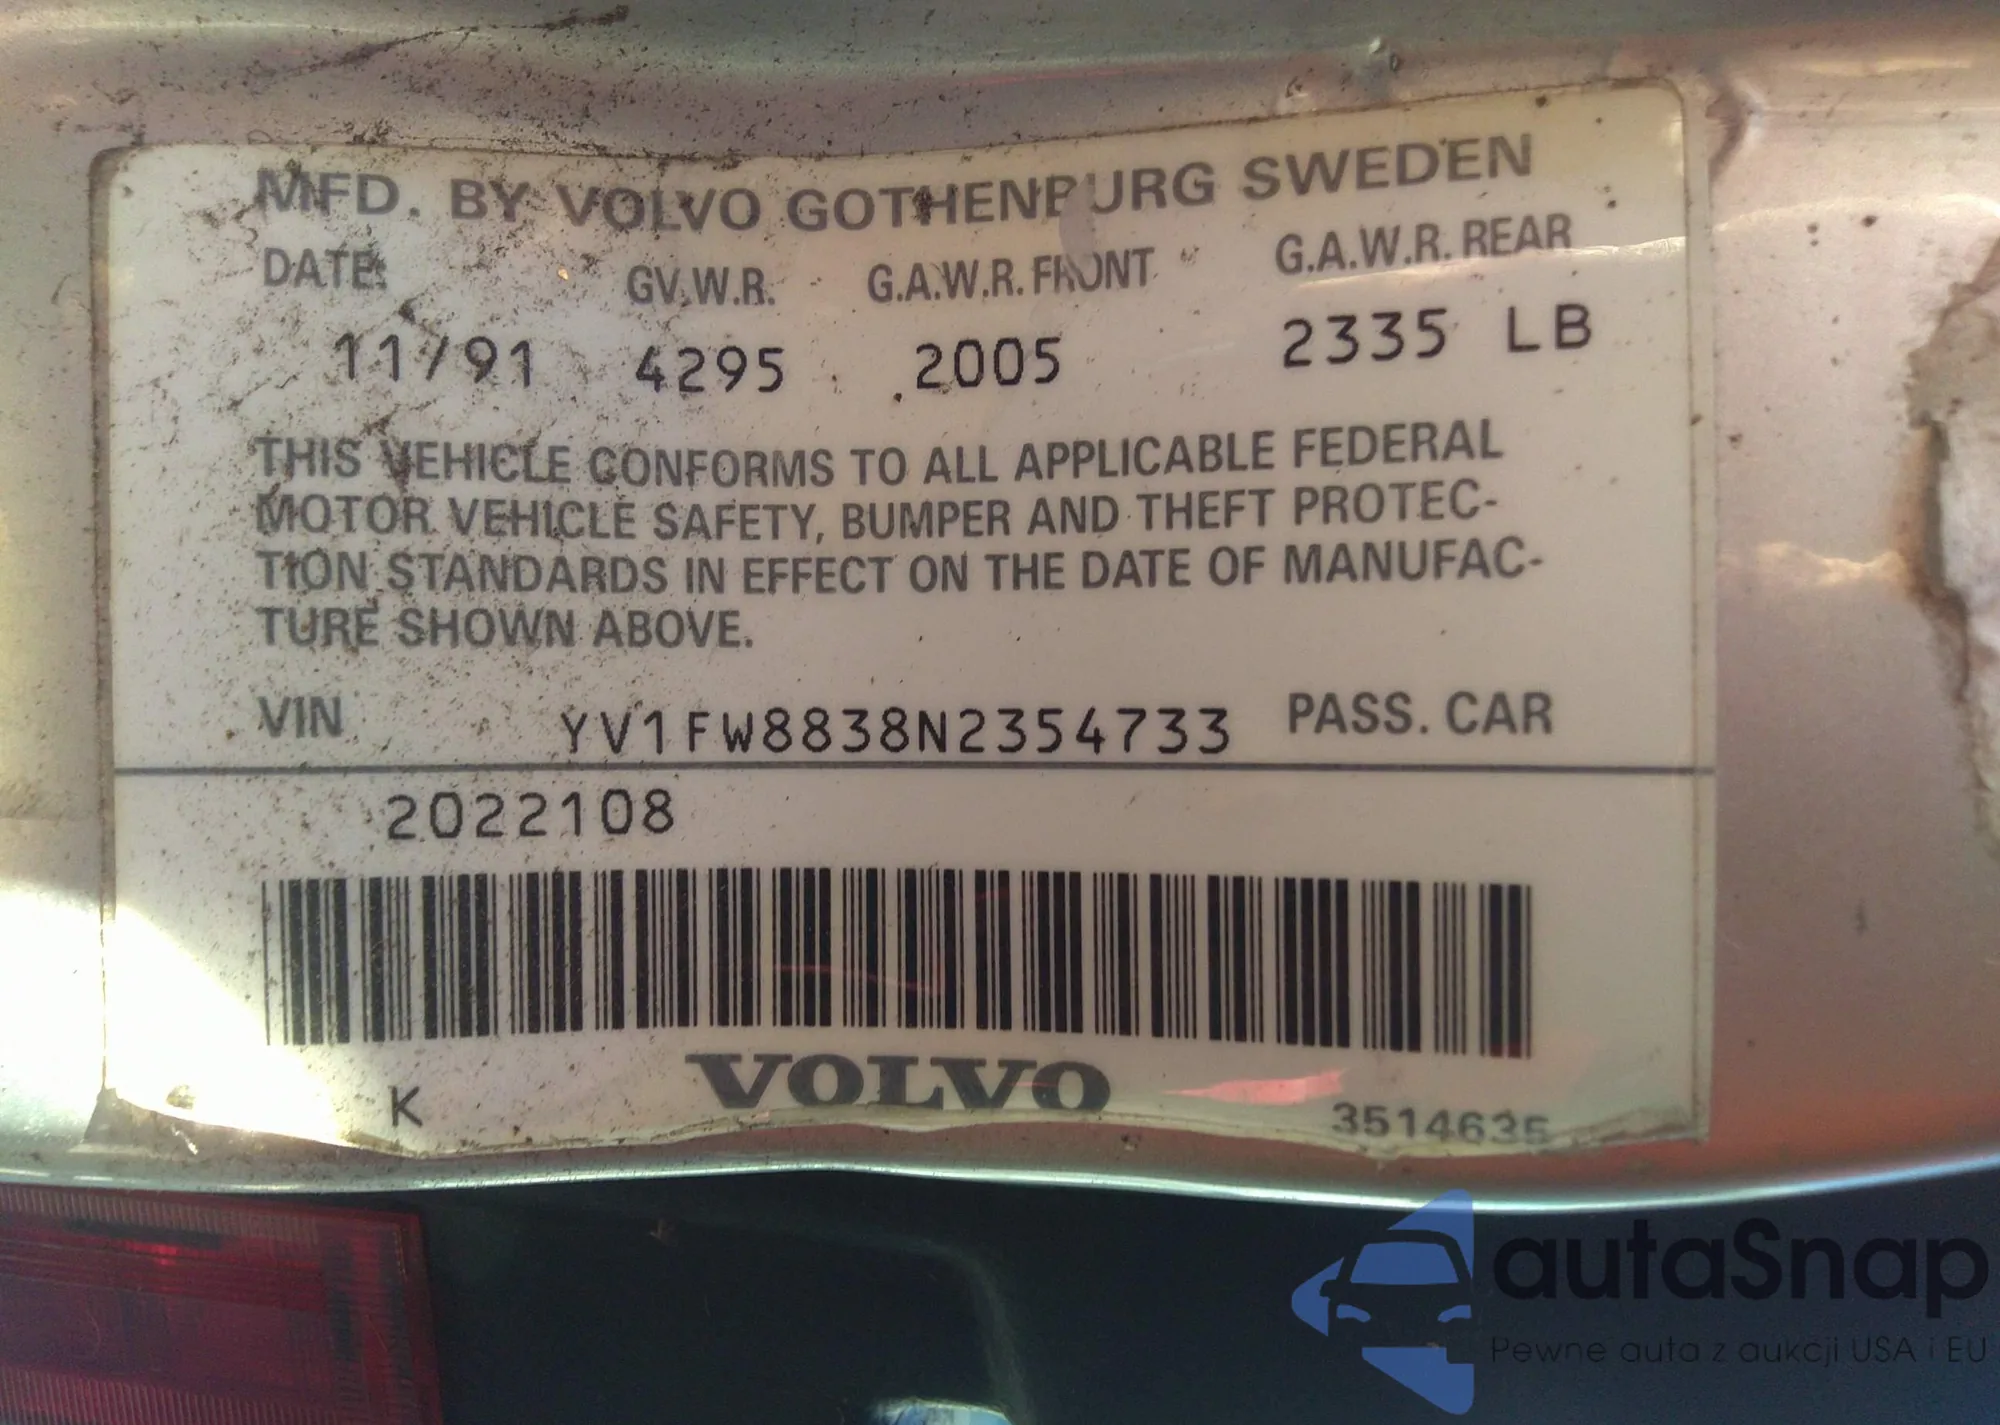 MFD. BY VOLVO GOTHENBURG SWEDEN
DATE: GV.W.R. G.A.W.R. FRONT G.A.W.R. REAR
11/91 4295 2005 2335 LB
THIS VEHICLE CONFORMS TO ALL APPLICABLE FEDERAL
MOTOR VEHICLE SAFETY, BUMPER AND THEFT PROTEC-
TION STANDARDS IN EFFECT ON THE DATE OF MANUFAC-
TURE SHOWN ABOVE.
VIN YV1FW8838N2354733 PASS. CAR
2022108
K VOLVO 3514635
autaSnap
Pewne auta z aukcji USA i EU